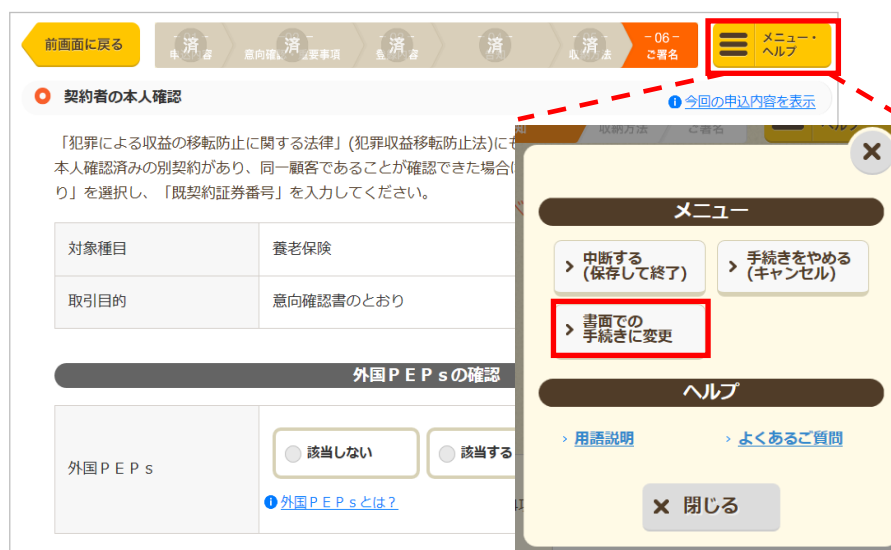 前画面に戻る
済
済
済
済
済
-06-
ご署名
メニュー・
ヘルプ
契約者の本人確認
今回の申込内容を表示
「犯罪による収益の移転防止に関する法律」(犯罪収益移転防止法)に
本人確認済みの別契約があり、同一顧客であることが確認できた場合
り」を選択し、「既契約証券番号」を入力してください。
対象種目
養老保険
取引目的
意向確認書のとおり
外国ＰＥＰｓの確認
外国ＰＥＰｓ
該当しない
該当する
外国ＰＥＰｓとは？
収納方法
ご署名
メニュー
中断する
(保存して終了)
手続きをやめる
(キャンセル)
書面での
手続きに変更
ヘルプ
用語説明
よくあるご質問
閉じる